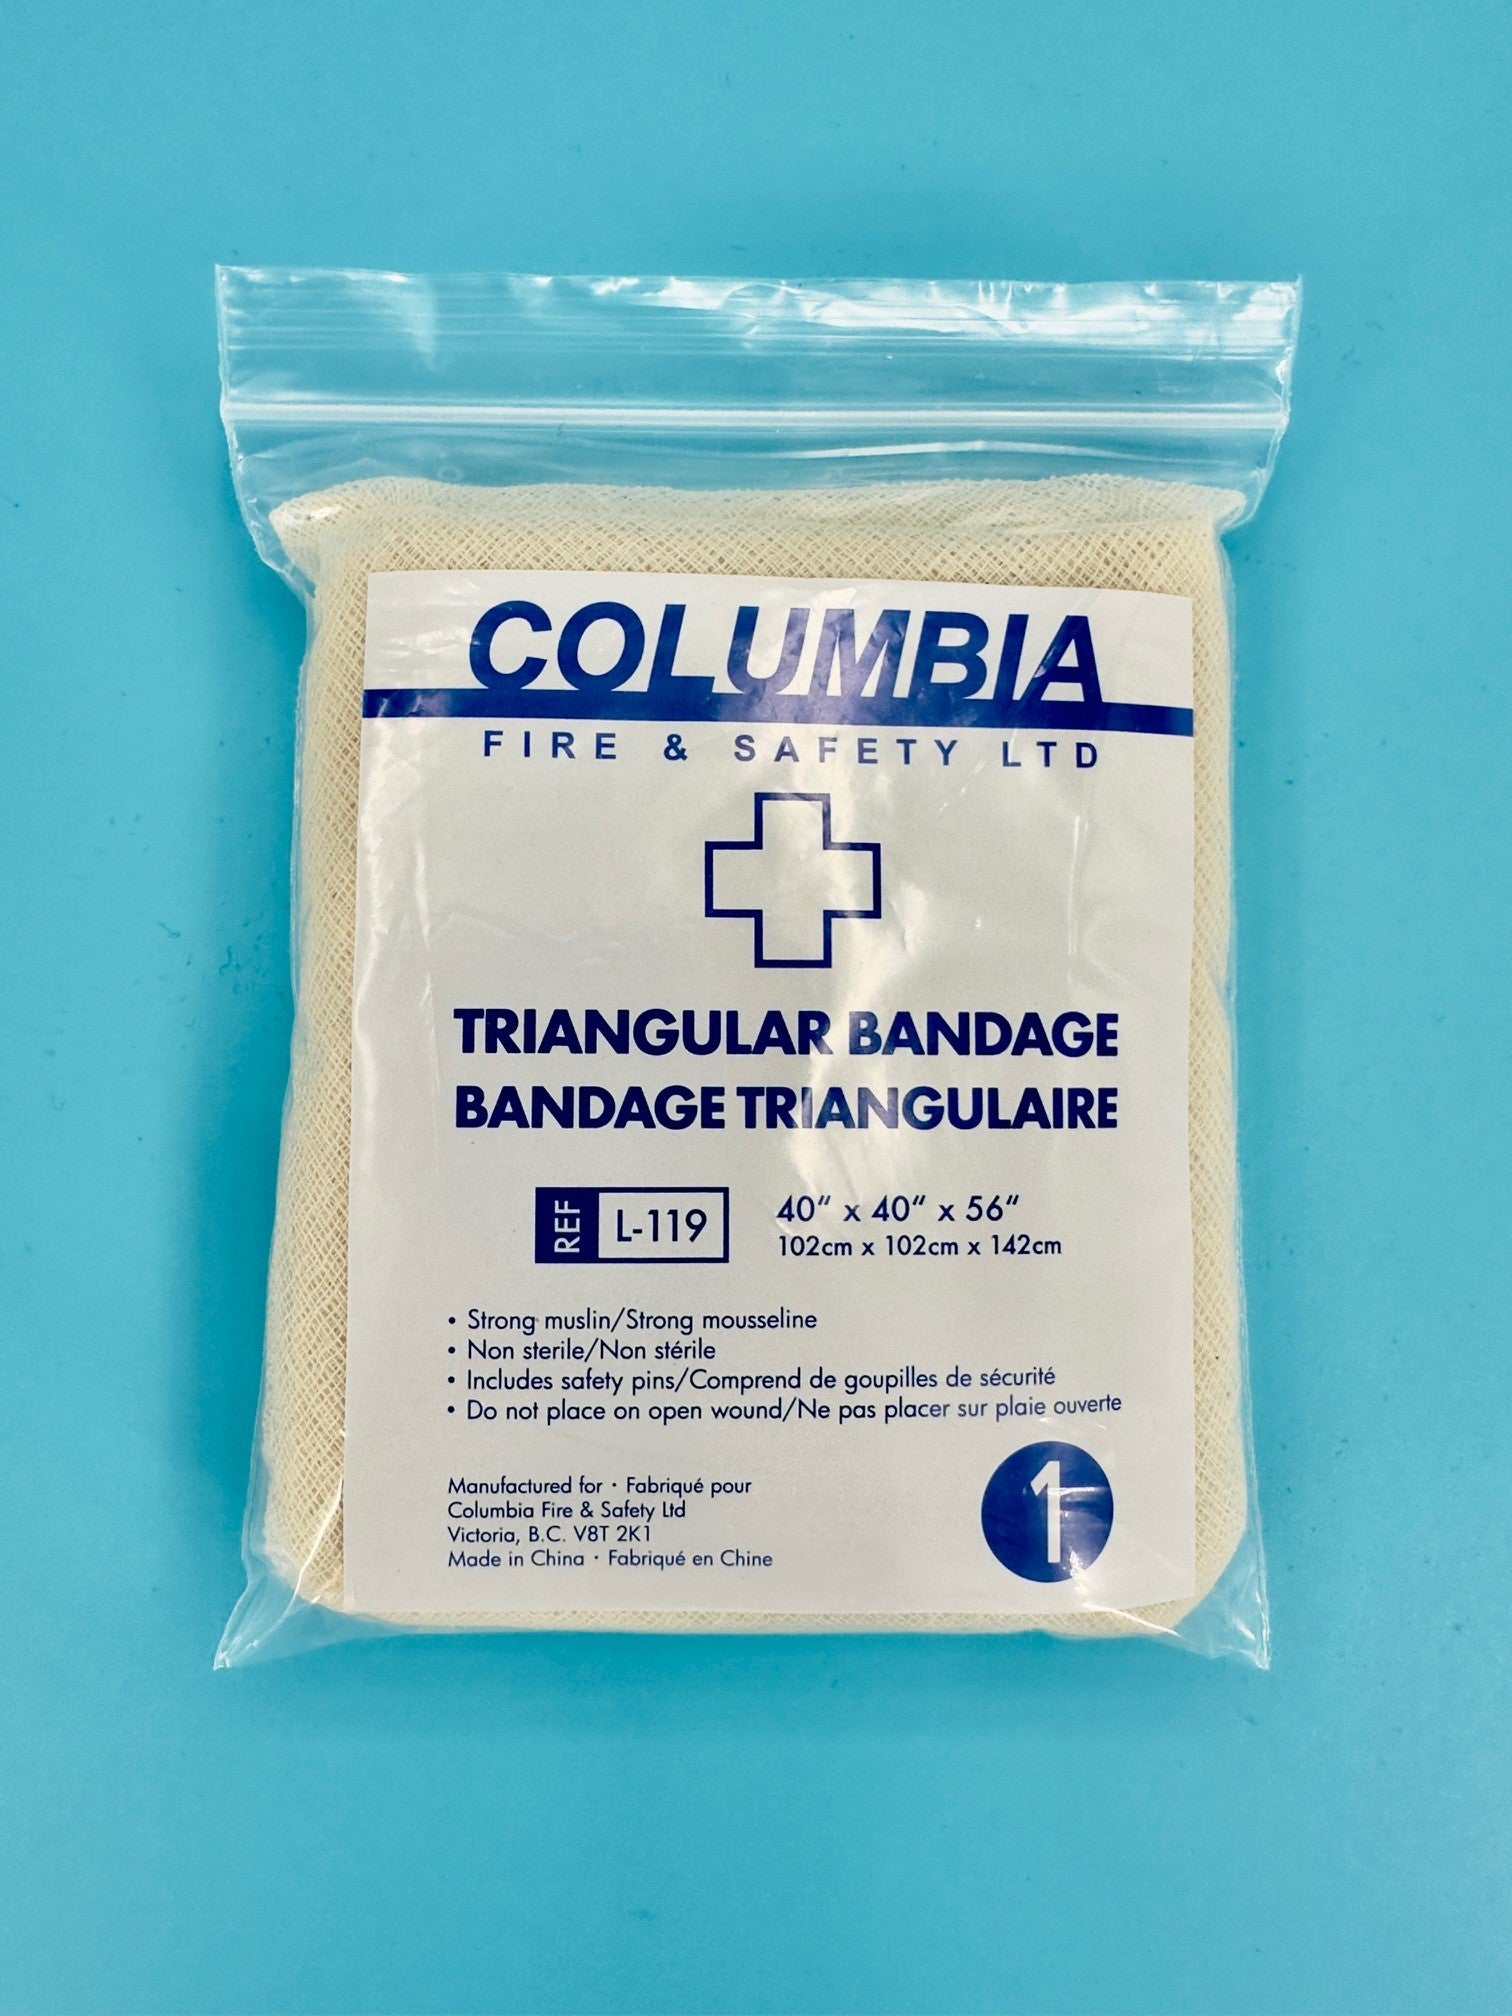 COLUMBIA
FIRE & SAFETY LTD
TRIANGULAR BANDAGE
BANDAGE TRIANGULAIRE
REF L-119
40" x 40" x 56"
102cm x 102cm x 142cm
• Strong muslin/Strong mousseline
• Non sterile/Non stérile
• Includes safety pins/Comprend de goupilles de sécurité
• Do not place on open wound/Ne pas placer sur plaie ouverte
Manufactured for · Fabriqué pour
Columbia Fire & Safety Ltd
Victoria, B.C. V8T 2K1
Made in China · Fabriqué en Chine
1